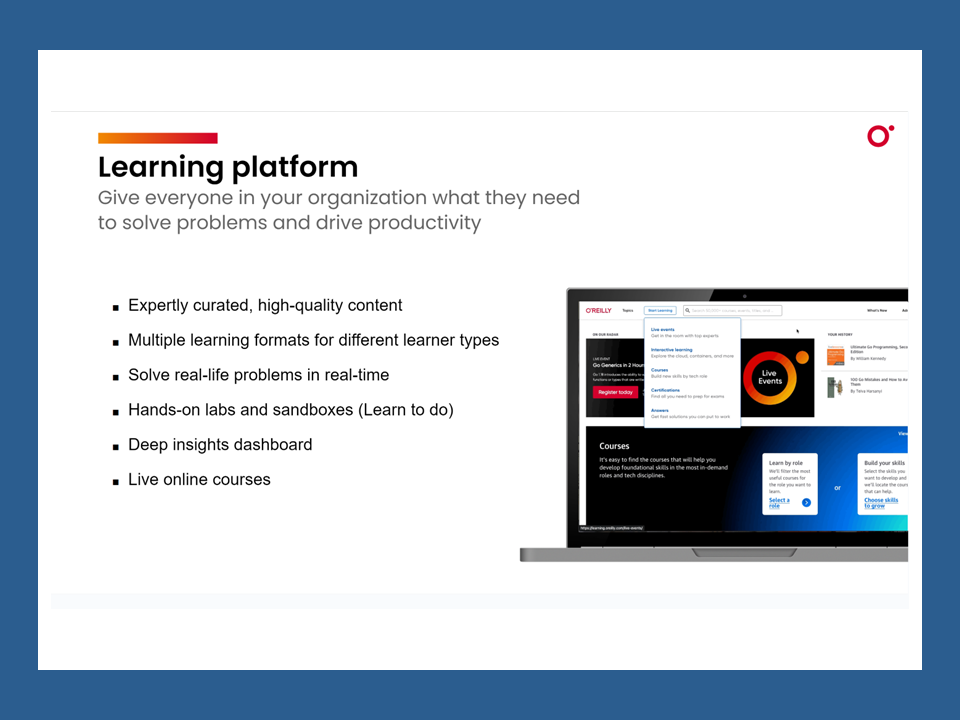 Learning platform
Give everyone in your organization what they need
to solve problems and drive productivity
Expertly curated, high-quality content
Multiple learning formats for different learner types
Solve real-life problems in real-time
Hands-on labs and sandboxes (Learn to do)
Deep insights dashboard
Live online courses
O'REILLY
Topics
Start Learning
What's New
Live events
Get in the room with top experts
Interactive learning
Explore the cloud, containers, and more
Courses
Build new skills by tech role
Certifications
Find all you need to prep for exams
Answers
Get fast solutions you can put to work
ON OUR RADAR
LIVE EVENT
Go Generics in 2 Hours
Register today
Live
Events
YOUR HISTORY
Ultimate Go Programming, Seco
Edition
By William Kennedy
100 Go Mistakes and How to Av
Them
By Teiva Harsanyi
View
Courses
It's easy to find the courses that will help you
develop foundational skills in the most in-demand
roles and tech disciplines.
Learn by role
We'll filter the most
useful courses for
the role you want to
learn.
Select a
role
or
Build your skills
Select the skills you
want to develop and
we'll locate the cours
that can help.
Choose skills
to grow
https://learning.oreilly.com/live-events/